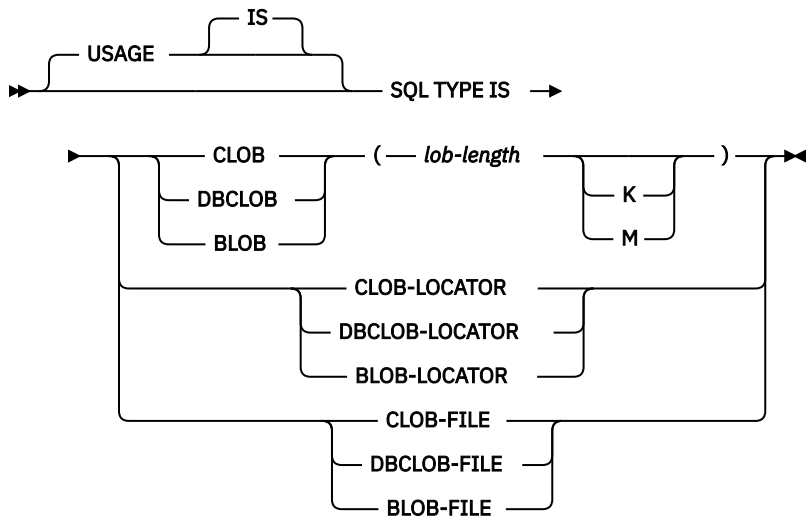 IS
USAGE
SQL TYPE IS
CLOB ( lob-length )
DBCLOB K
BLOB M
CLOB-LOCATOR
DBCLOB-LOCATOR
BLOB-LOCATOR
CLOB-FILE
DBCLOB-FILE
BLOB-FILE